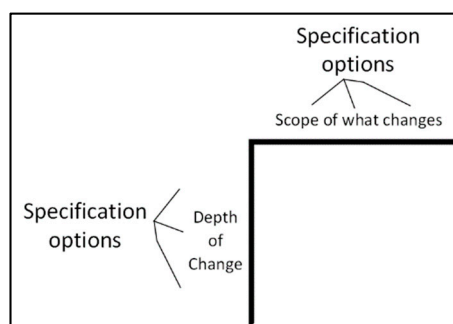 Specification
options
Scope of what changes
Specification
options
Depth
of
Change